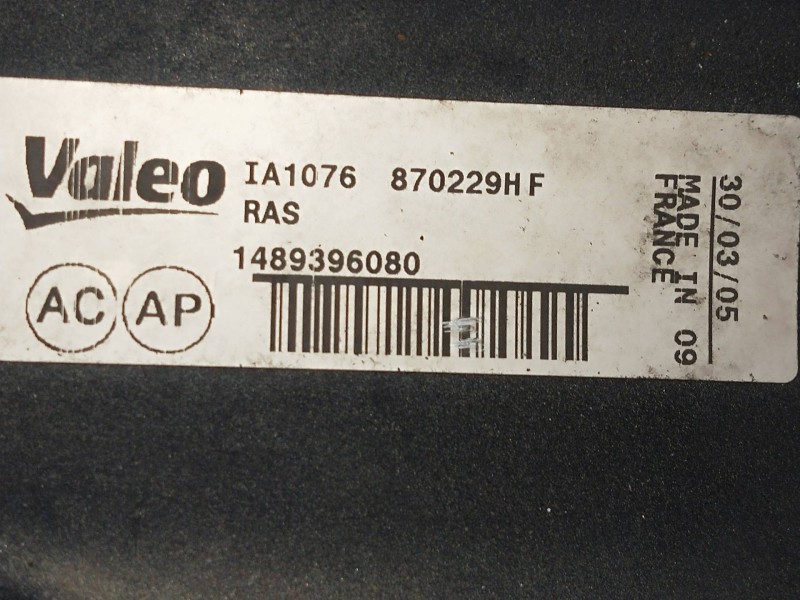 Valeo
IA1076 870229HF
RAS
1489396080
AC AP
30/03/05
MADE IN 09
FRANCE